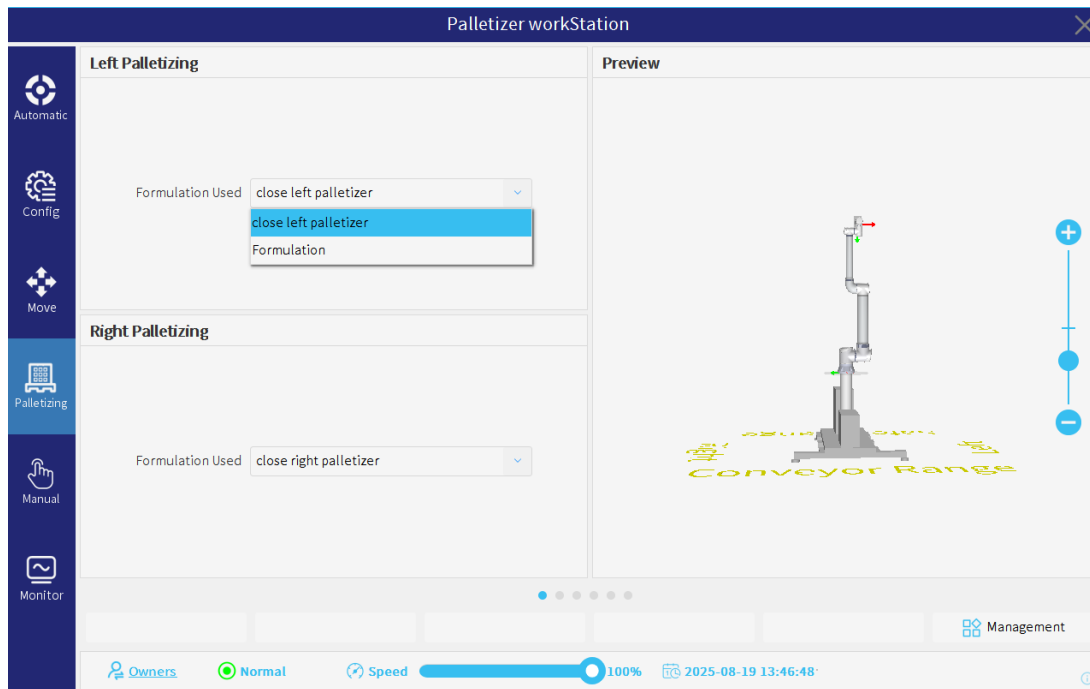 Palletizer workStation
Left Palletizing
Preview
Automatic
Formulation Used
close left palletizer
close left palletizer
Formulation
Config
Move
Right Palletizing
Palletizing
Formulation Used
close right palletizer
Conveyor Range
Manual
Monitor
Management
Owners
Normal
Speed
100%
2025-08-19 13:46:48